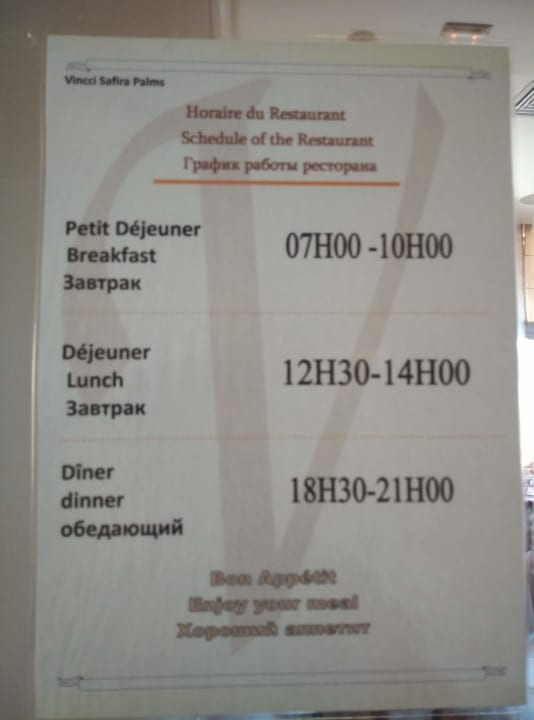 Vincci Safira Palms
Horaire du Restaurant
Schedule of the Restaurant
График работы ресторана
Petit Déjeuner
Breakfast
Завтрак
07H00 -10H00
Déjeuner
Lunch
Завтрак
12H30-14H00
Dîner
dinner
обедающий
18H30-21H00
Bon Appétit
Enjoy your meal
Хороший аппетит